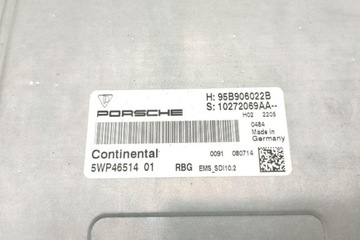 H: 95B906022B
PORSCHE
S: 10272069AA--
H02 2205
0484
Made in
Germany
Continental
0091 080714
5WP46514 01 RBG EMS_SDI10.2